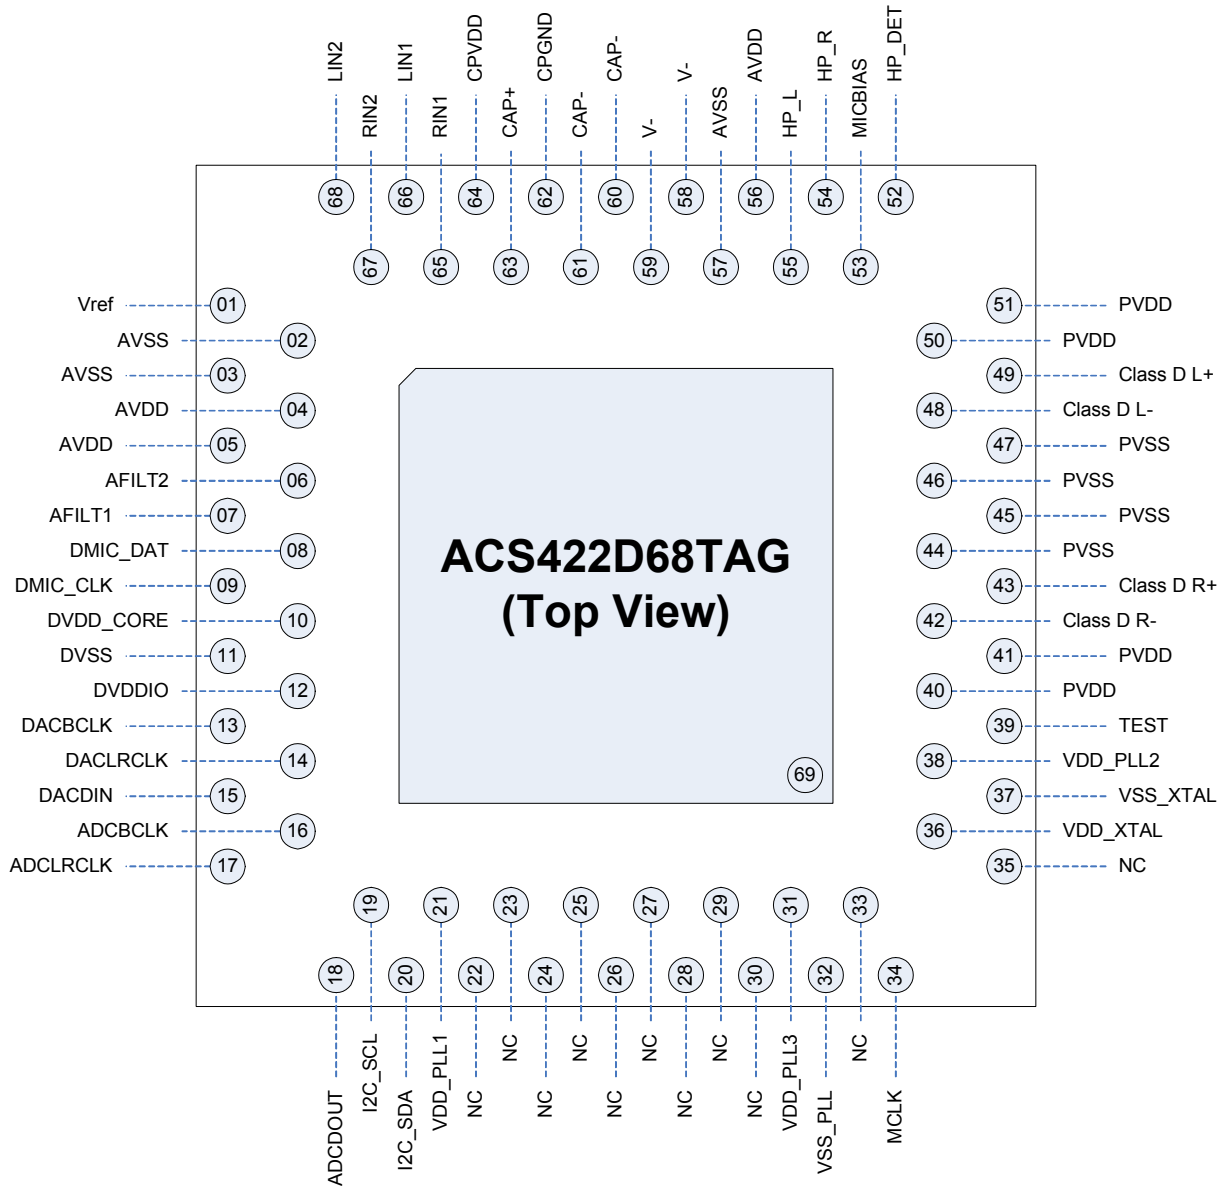 LIN2
RIN2
LIN1
RIN1
CPVDD
CAP+
CPGND
CAP-
CAP-
V-
V-
AVSS
AVDD
HP_L
HP_R
MICBIAS
HP_DET
68
67
66
65
64
63
62
61
60
59
58
57
56
55
54
53
52
Vref 01
AVSS 02
AVSS 03
AVDD 04
AVDD 05
AFILT2 06
AFILT1 07
DMIC_DAT 08
DMIC_CLK 09
DVDD_CORE 10
DVSS 11
DVDDIO 12
DACBCLK 13
DACLRCLK 14
DACDIN 15
ADCBCLK 16
ADCLRCLK 17
ACS422D68TAG
(Top View)
69
51 PVDD
50 PVDD
49 Class D L+
48 Class D L-
47 PVSS
46 PVSS
45 PVSS
44 PVSS
43 Class D R+
42 Class D R-
41 PVDD
40 PVDD
39 TEST
38 VDD_PLL2
37 VSS_XTAL
36 VDD_XTAL
35 NC
18
19
20
21
22
23
24
25
26
27
28
29
30
31
32
33
34
ADCDOUT
I2C_SCL
I2C_SDA
VDD_PLL1
NC
NC
NC
NC
NC
NC
NC
NC
NC
VDD_PLL3
VSS_PLL
NC
MCLK